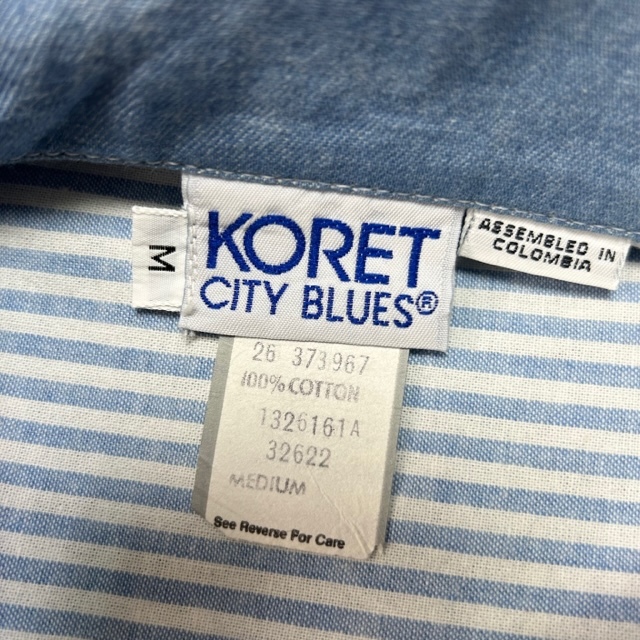 M
KORET
CITY BLUES®
ASSEMBLED IN
COLOMBIA
26 373967
100% COTTON
1326161A
32622
MEDIUM
See Reverse For Care